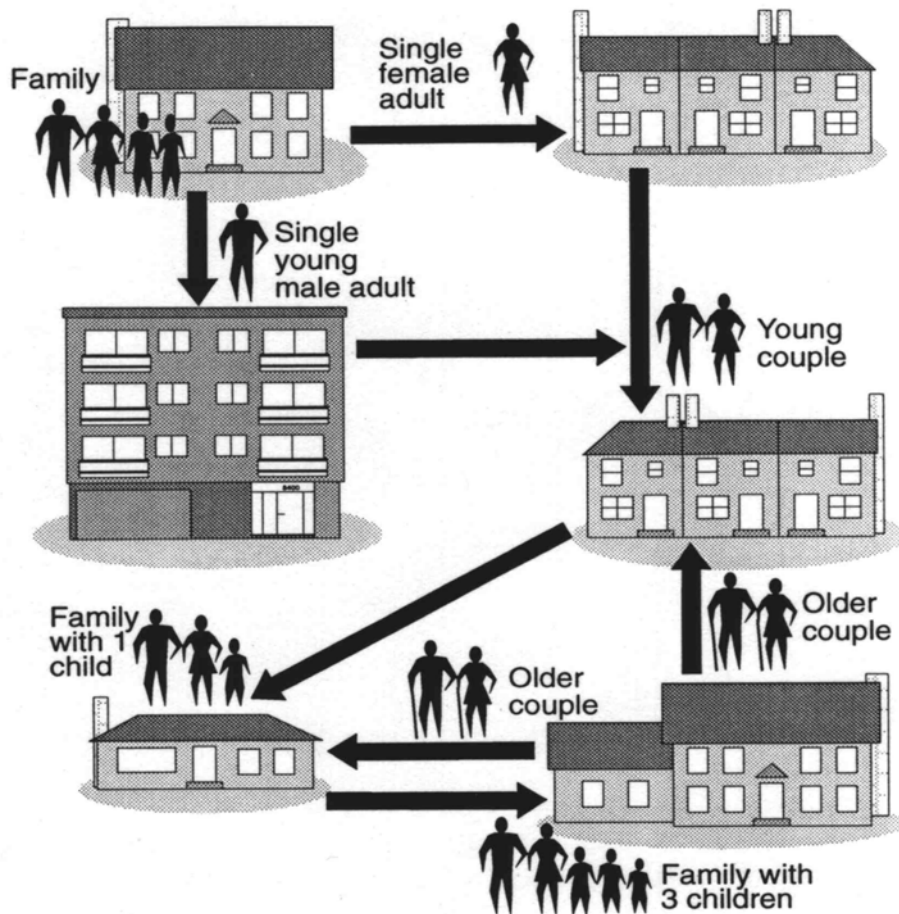 Family
Single
female
adult
Single
young
male adult
Young
couple
Family
with 1
child
Older
couple
Older
couple
Family with
3 children